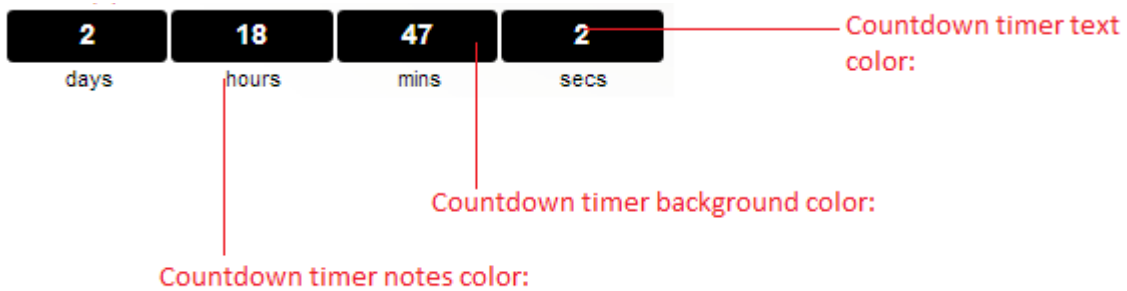 2 18 47 2
days hours mins secs
Countdown timer text
color:
Countdown timer background color:
Countdown timer notes color: